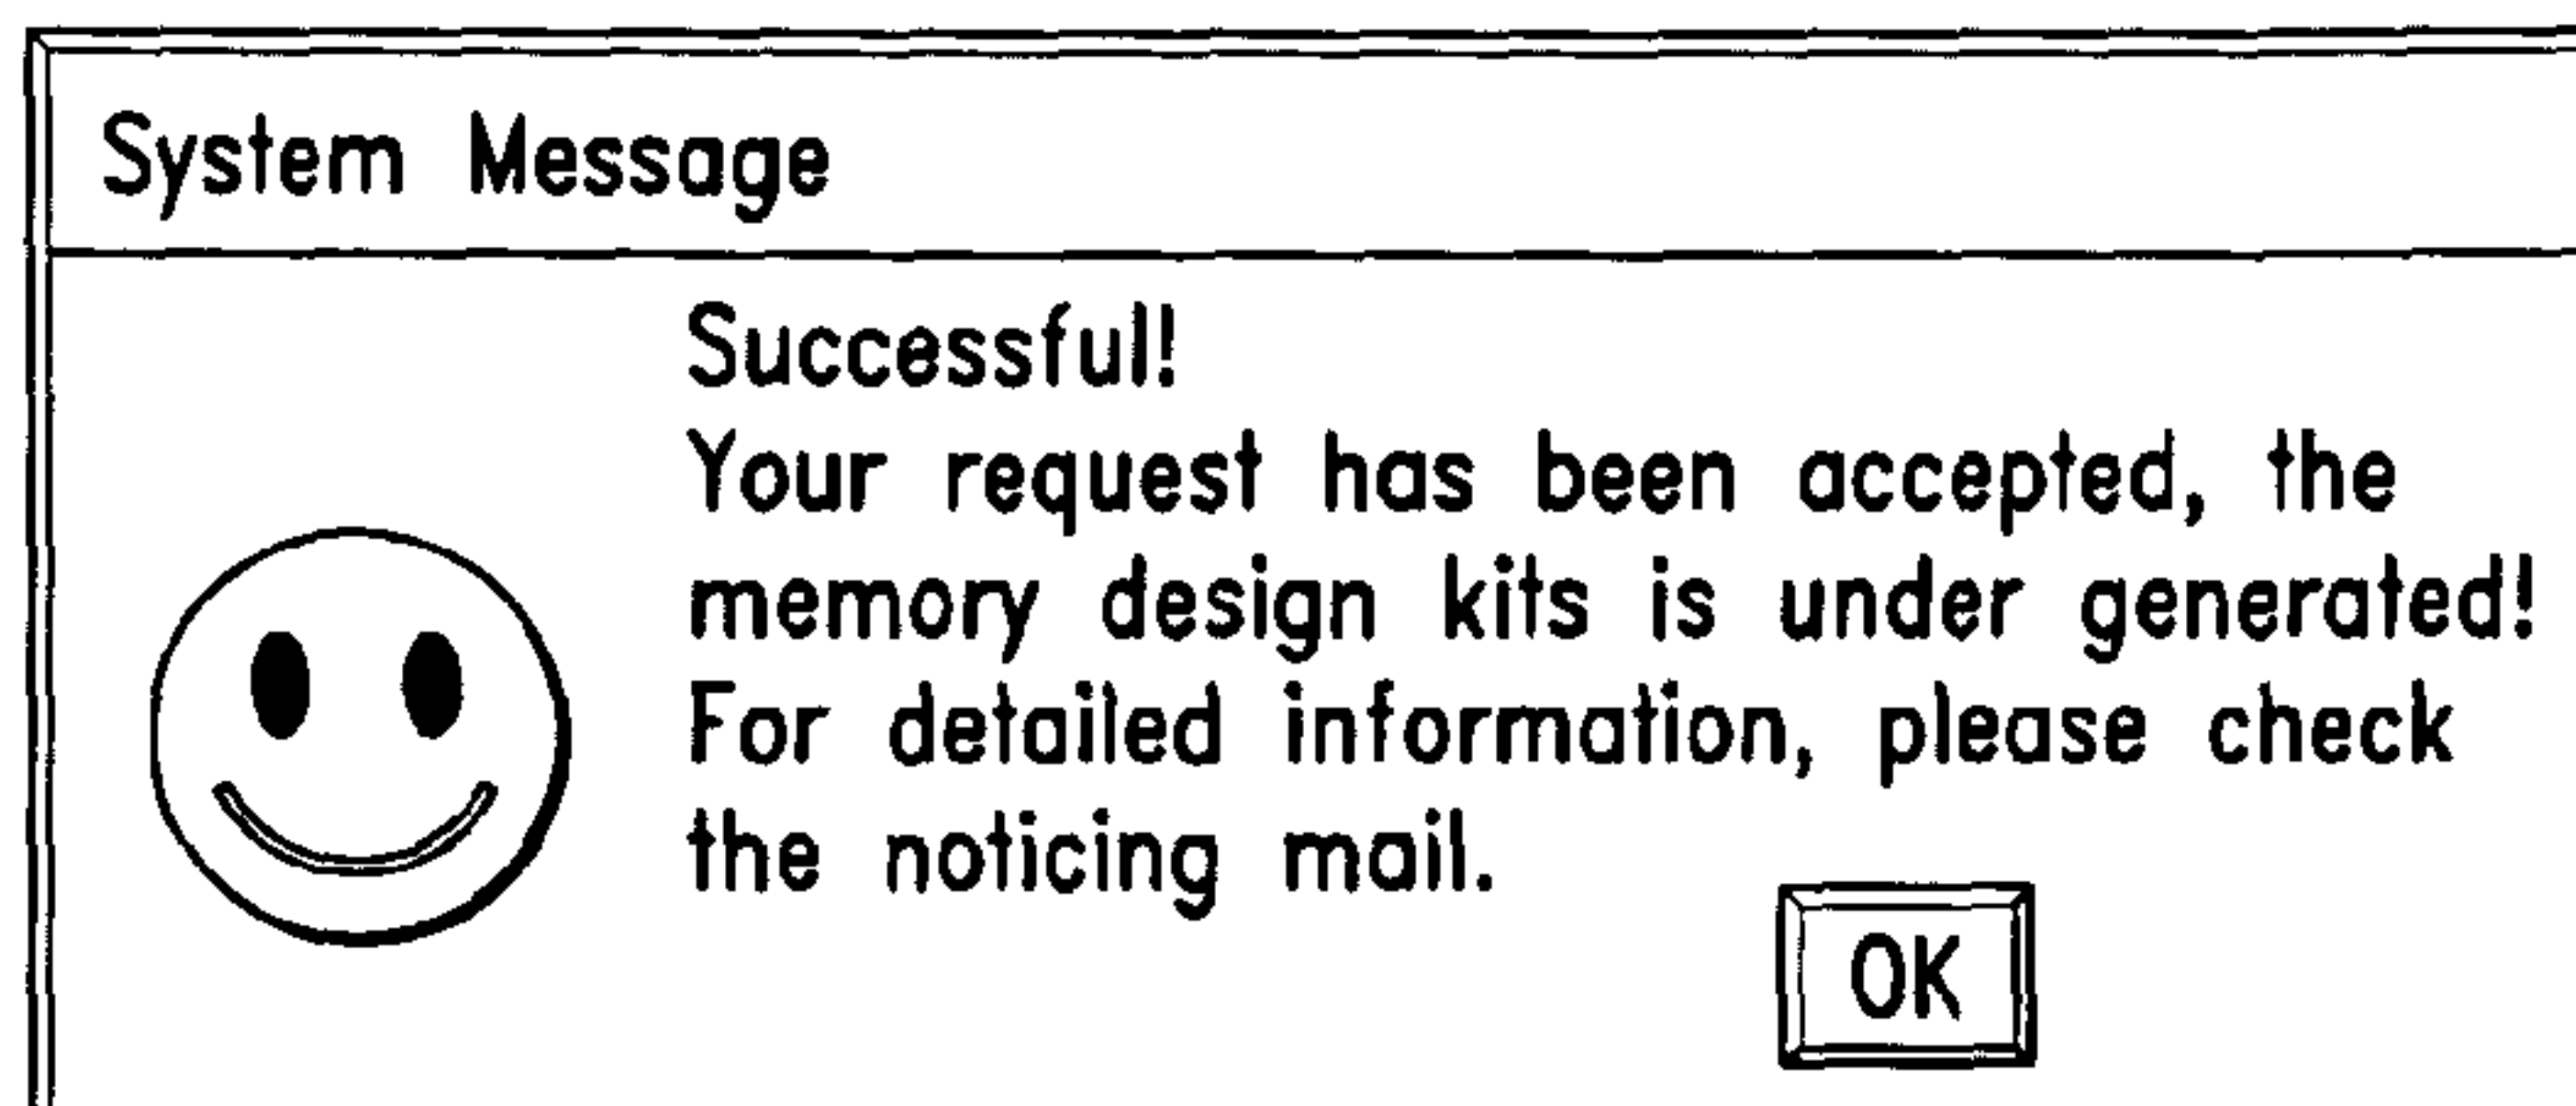 System Message
Successful!
Your request has been accepted, the
memory design kits is under generated!
For detailed information, please check
the noticing mail.
OK